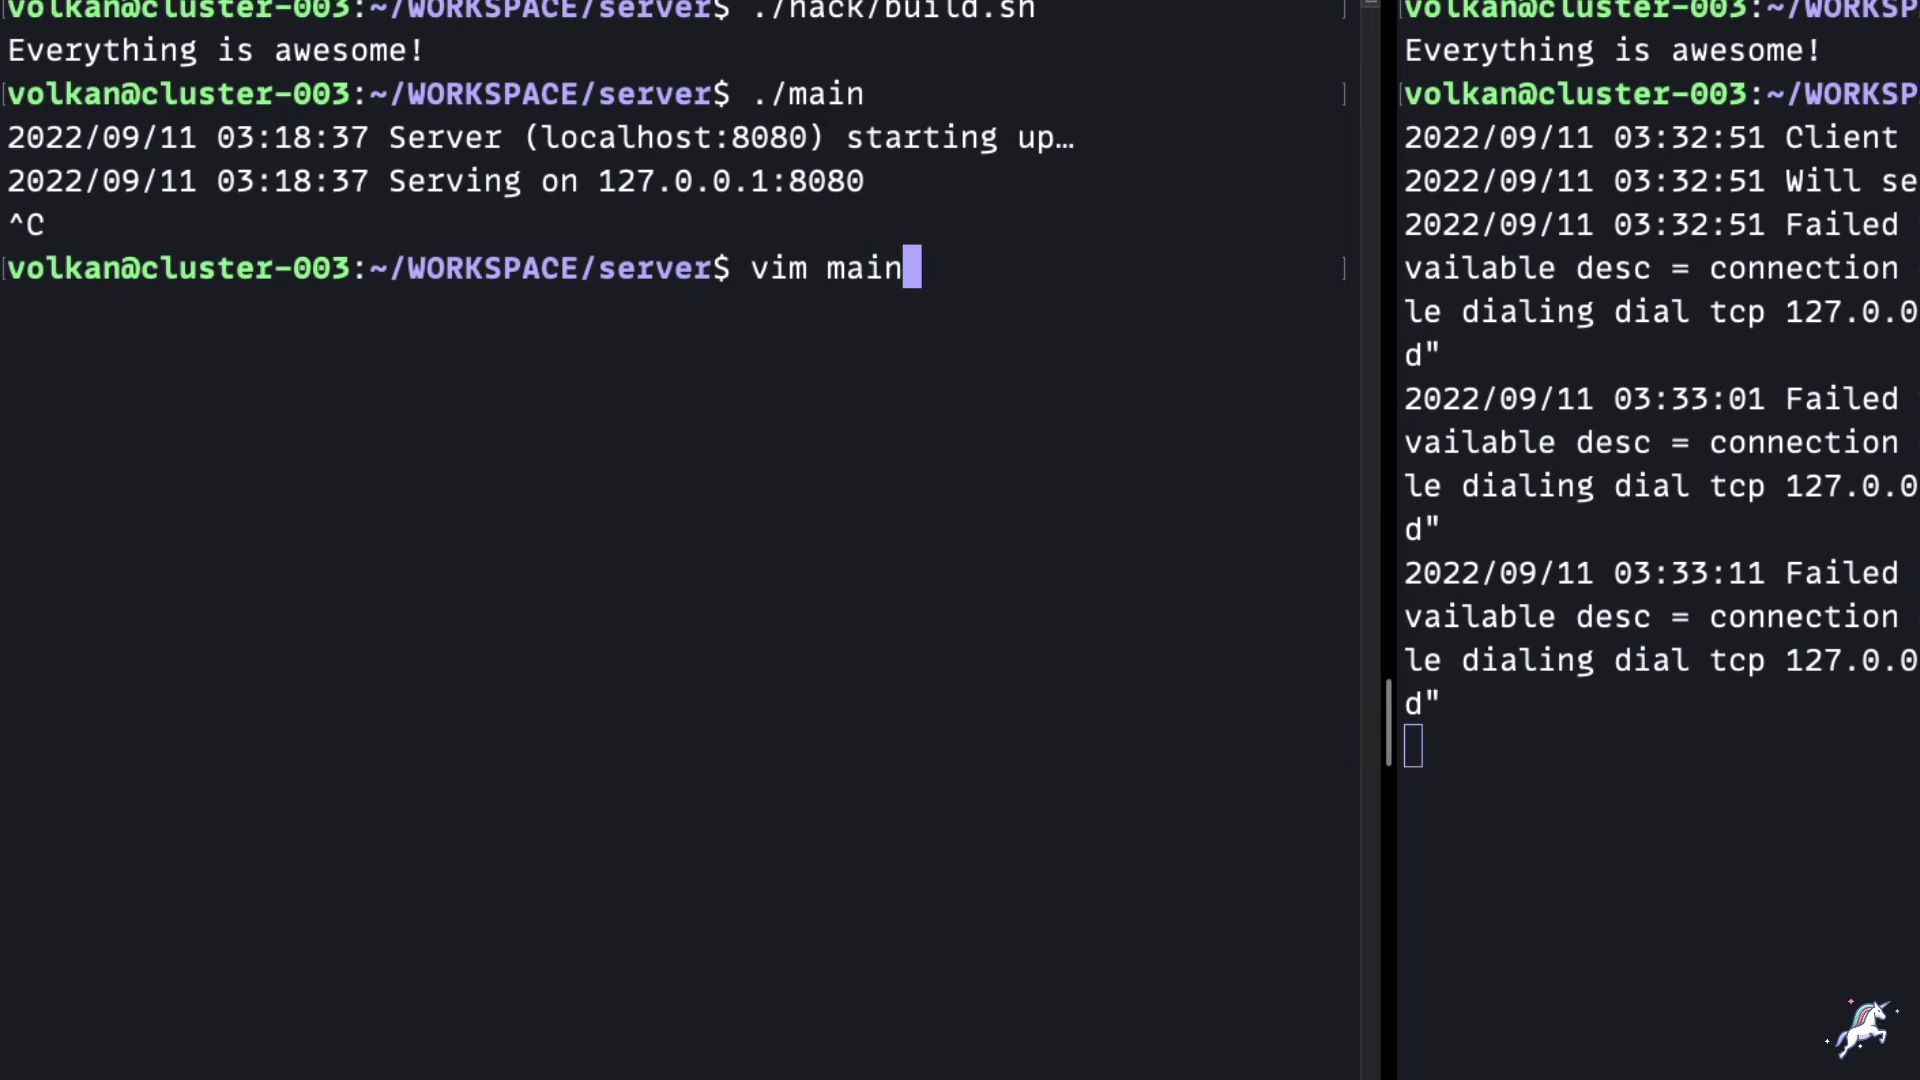 volkan@cluster-003:~/WORKSPACE/server$ ./hack/build.sh
Everything is awesome!
volkan@cluster-003:~/WORKSPACE/server$ ./main
2022/09/11 03:18:37 Server (localhost:8080) starting up…
2022/09/11 03:18:37 Serving on 127.0.0.1:8080
^C
volkan@cluster-003:~/WORKSPACE/server$ vim main
volkan@cluster-003:~/WORKSP
Everything is awesome!
volkan@cluster-003:~/WORKSP
2022/09/11 03:32:51 Client
2022/09/11 03:32:51 Will se
2022/09/11 03:32:51 Failed
vailable desc = connection
le dialing dial tcp 127.0.0
d"
2022/09/11 03:33:01 Failed
vailable desc = connection
le dialing dial tcp 127.0.0
d"
2022/09/11 03:33:11 Failed
vailable desc = connection
le dialing dial tcp 127.0.0
d"